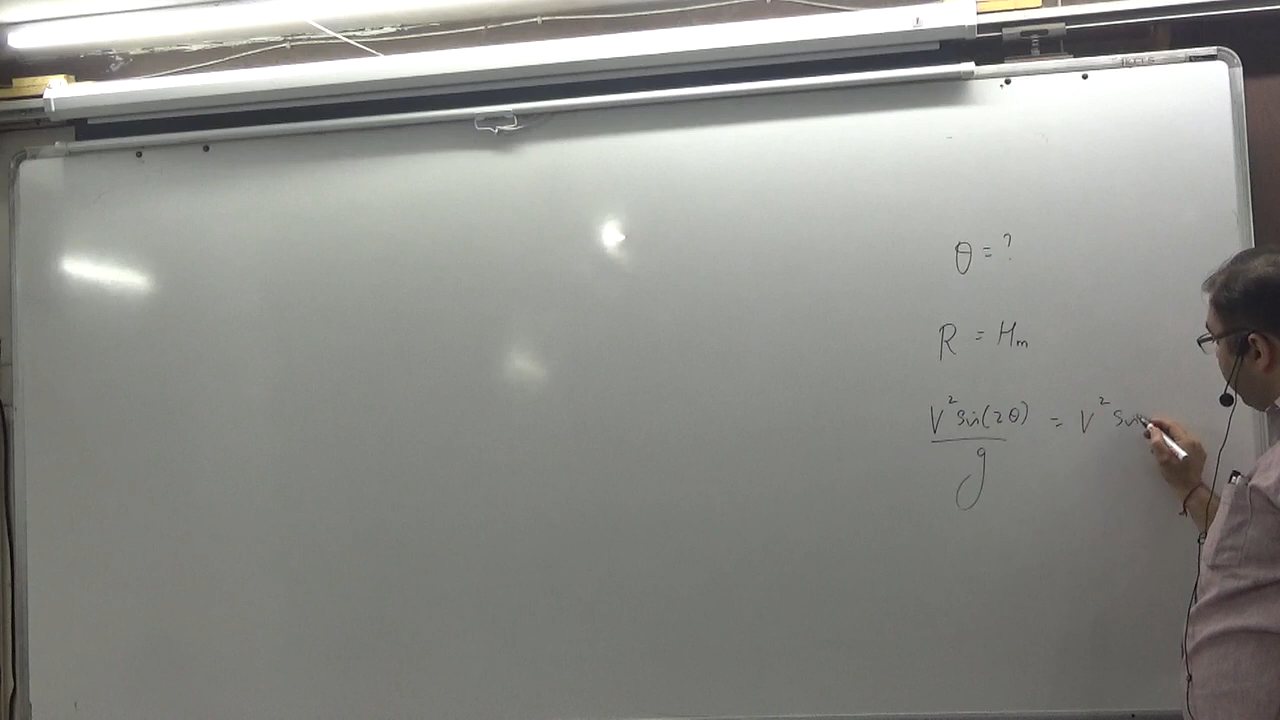 θ = ?
R = Hm
V² Sin(2θ) = V² Sin
g